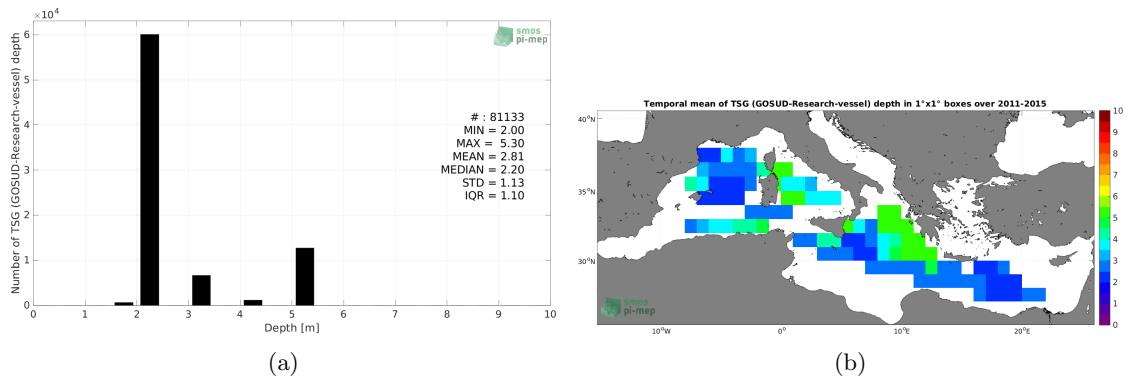 ×10⁴
6
5
4
3
2
1
0
Number of TSG (GOSUD-Research-vessel) depth
smos
pi-mep
# : 81133
MIN = 2.00
MAX = 5.30
MEAN = 2.81
MEDIAN = 2.20
STD = 1.13
IQR = 1.10
0 1 2 3 4 5 6 7 8 9 10
Depth [m]
(a)
Temporal mean of TSG (GOSUD-Research-vessel) depth in 1°x1° boxes over 2011-2015
40°N
35°N
30°N
smos
pi-mep
10°W 0° 10°E 20°E
10
9
8
7
6
5
4
3
2
1
0
(b)